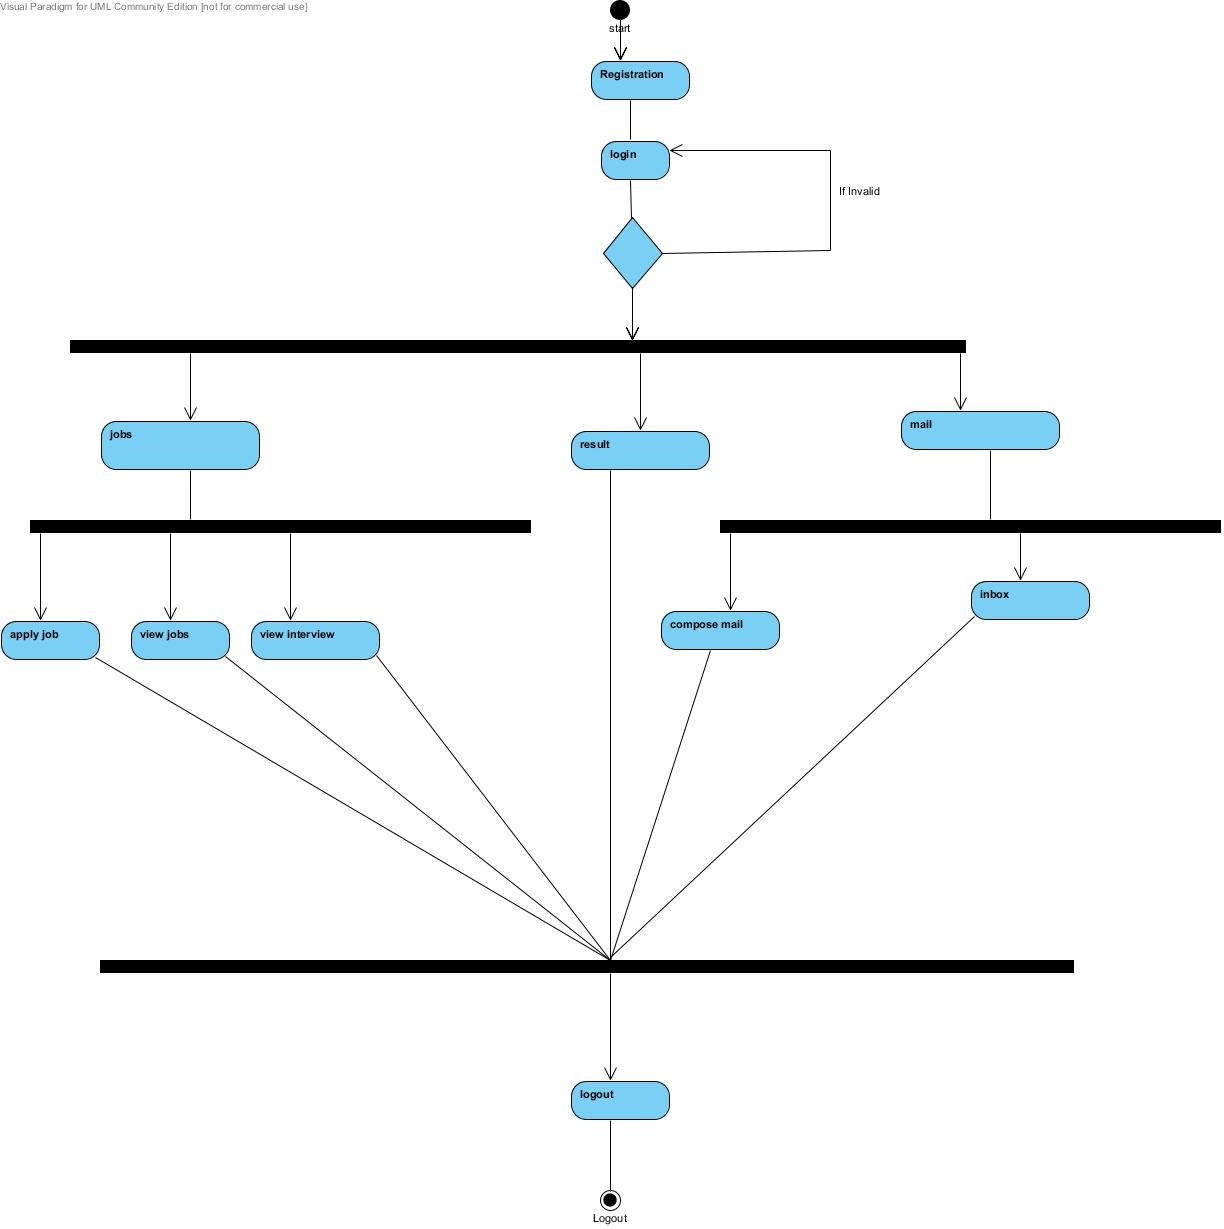 Visual Paradigm for UML Community Edition [not for commercial use]
start
Registration
login
If Invalid
jobs
result
mail
apply job
view jobs
view interview
compose mail
inbox
logout
Logout